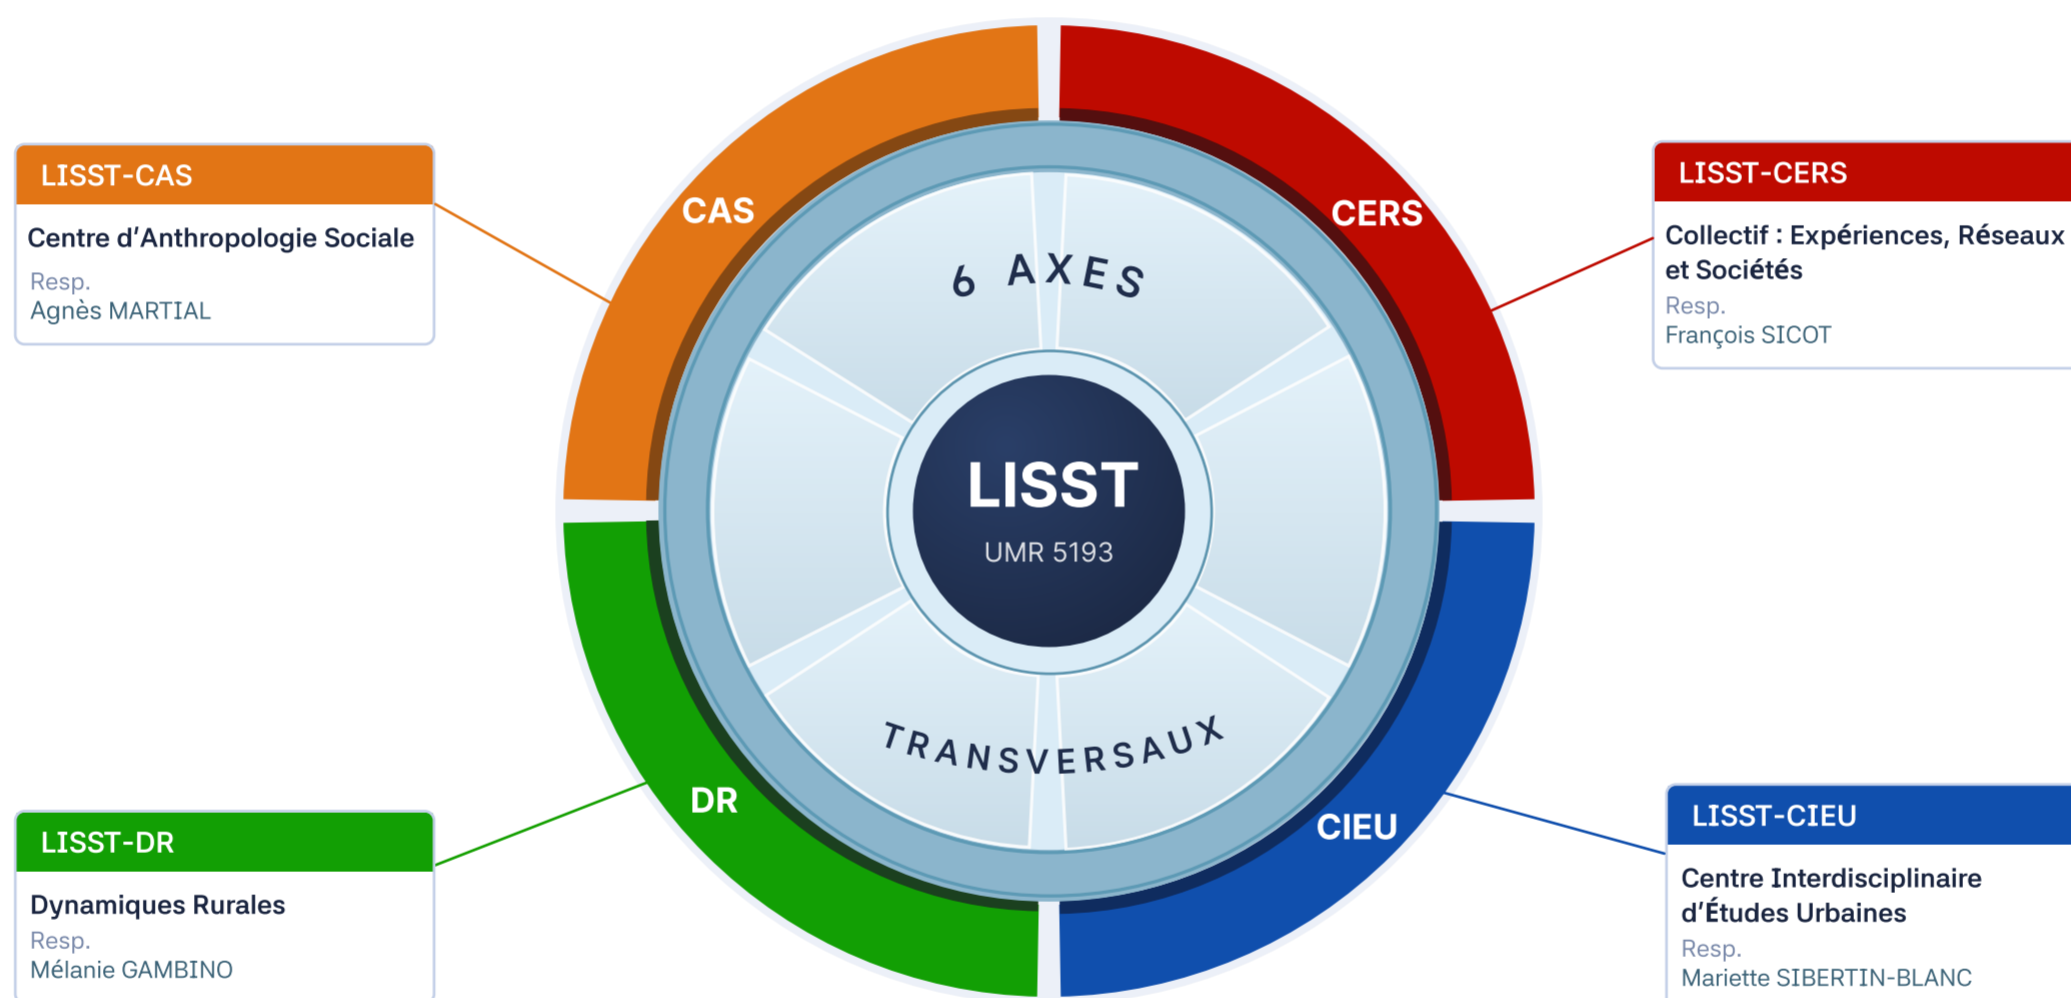 LISST-CAS
Centre d’Anthropologie Sociale
Resp.
Agnès MARTIAL
LISST-CERS
Collectif : Expériences, Réseaux
et Sociétés
Resp.
François SICOT
CAS
CERS
6 AXES
LISST
UMR 5193
TRANSVERSAUX
DR
CIEU
LISST-DR
Dynamiques Rurales
Resp.
Mélanie GAMBINO
LISST-CIEU
Centre Interdisciplinaire
d’Études Urbaines
Resp.
Mariette SIBERTIN-BLANC